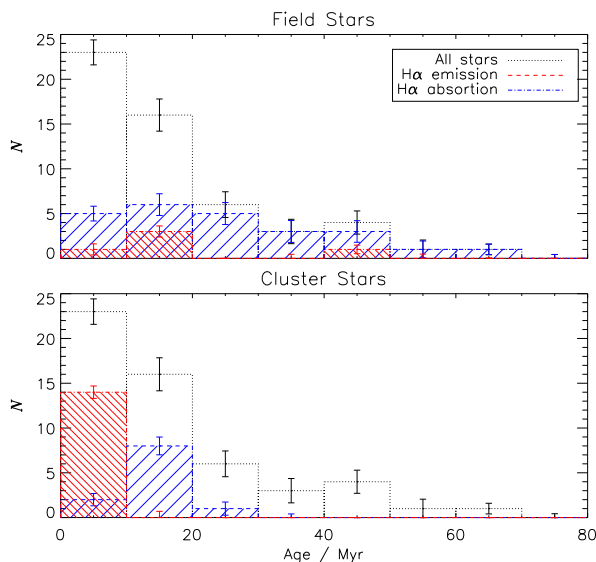 Field Stars
25
20
15
10
5
0
N
All stars
Hα emission
Hα absortion
Cluster Stars
25
20
15
10
5
0
N
0 20 40 60 80
Age / Myr